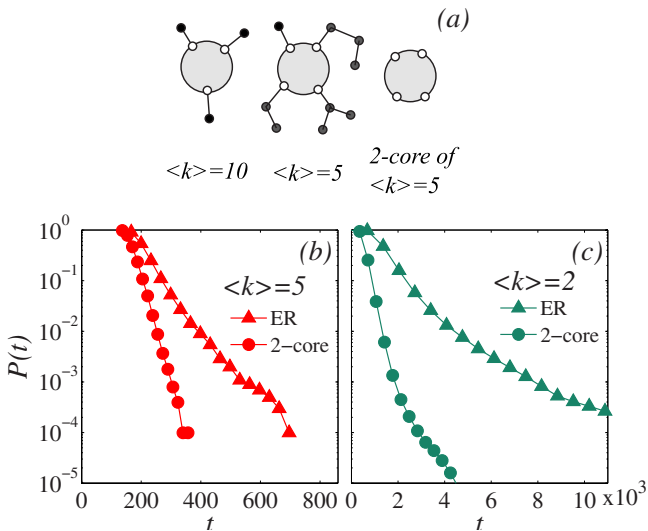 (a)
<k>=10
<k>=5
2-core of
<k>=5
(b)
<k>=5
ER
2-core
P(t)
10^0
10^-1
10^-2
10^-3
10^-4
10^-5
0 200 400 600 800
t
(c)
<k>=2
ER
2-core
0 2 4 6 8 10 x10^3
t